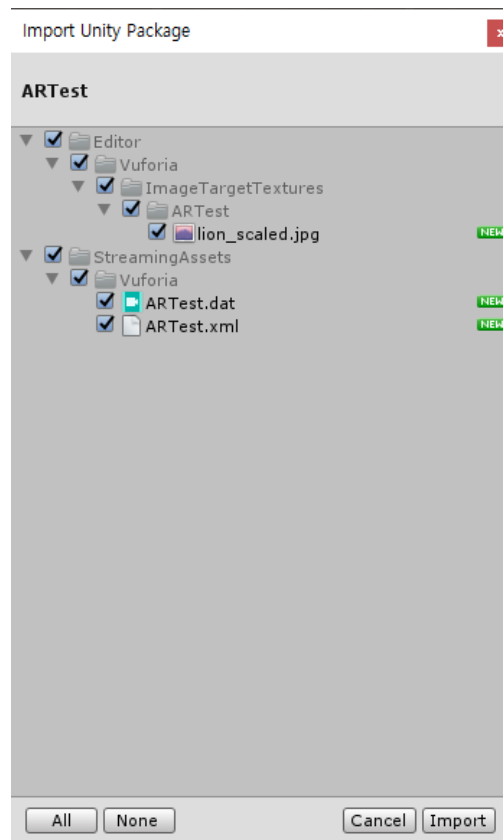 Import Unity Package
x
ARTest
Editor
Vuforia
ImageTargetTextures
ARTest
lion_scaled.jpg NEW
StreamingAssets
Vuforia
ARTest.dat NEW
ARTest.xml NEW
All None Cancel Import